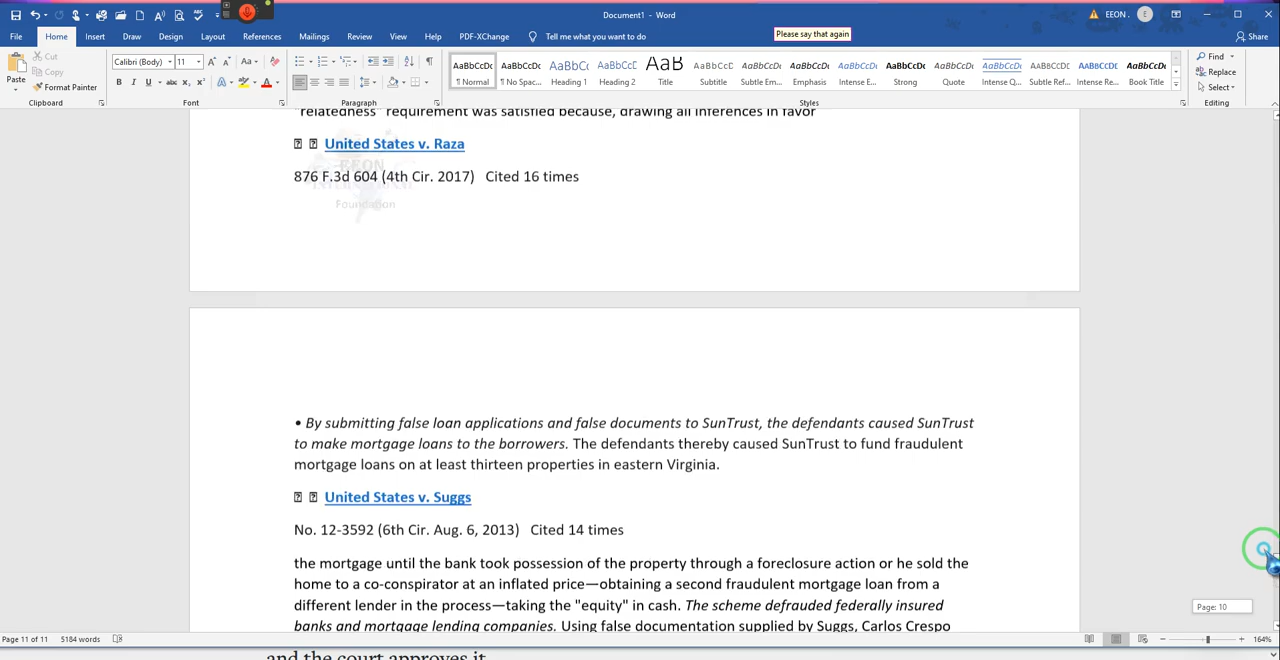 Document1 - Word
EEON .
E
File Home Insert Draw Design Layout References Mailings Review View Help PDF-XChange Tell me what you want to do
Please say that again
Share
Paste
Cut
Copy
Format Painter
Clipboard
Calibri (Body) 11
Font
Paragraph
AaBbCcDc AaBbCcDc AaBbCc AaBbCcD AaB AaBbCcD AaBbCcDc AaBbCcDc AaBbCcDc AaBbCcDc AaBbCcDc AaBbCcDc AaBbCcDc AaBbCcDc AaBbCcDc
¶ Normal ¶ No Spac... Heading 1 Heading 2 Title Subtitle Subtle Em... Emphasis Intense E... Strong Quote Intense Q... Subtle Ref... Intense Re... Book Title
Styles
Find
Replace
Select
Editing
"relatedness" requirement was satisfied because, drawing all inferences in favor
United States v. Raza
EEON
INTERNATIONAL
Foundation
876 F.3d 604 (4th Cir. 2017) Cited 16 times
• By submitting false loan applications and false documents to SunTrust, the defendants caused SunTrust
to make mortgage loans to the borrowers. The defendants thereby caused SunTrust to fund fraudulent
mortgage loans on at least thirteen properties in eastern Virginia.
United States v. Suggs
No. 12-3592 (6th Cir. Aug. 6, 2013) Cited 14 times
the mortgage until the bank took possession of the property through a foreclosure action or he sold the
home to a co-conspirator at an inflated price—obtaining a second fraudulent mortgage loan from a
different lender in the process—taking the "equity" in cash. The scheme defrauded federally insured
banks and mortgage lending companies. Using false documentation supplied by Suggs, Carlos Crespo
Page: 10
Page 11 of 11 5184 words
164%
and the court approves it